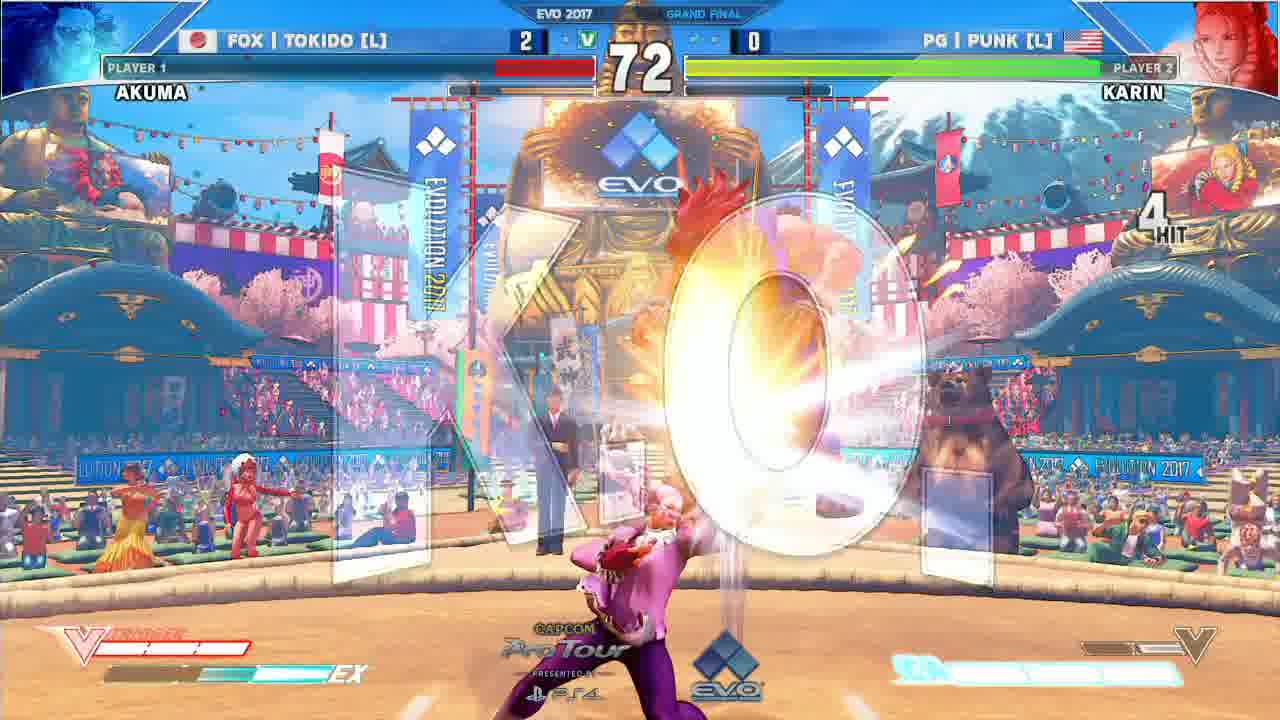 EVO 2017 GRAND FINAL
FOX | TOKIDO [L] 2 V 0 PG | PUNK [L]
PLAYER 1 72 PLAYER 2
AKUMA KARIN
EVO
EVOLUTION 2017
4
HIT
EVOLUTION 2017
V TRIGGER
EX
V
CAPCOM
Pro Tour
PRESENTED BY
PS4
EVO
K.O.